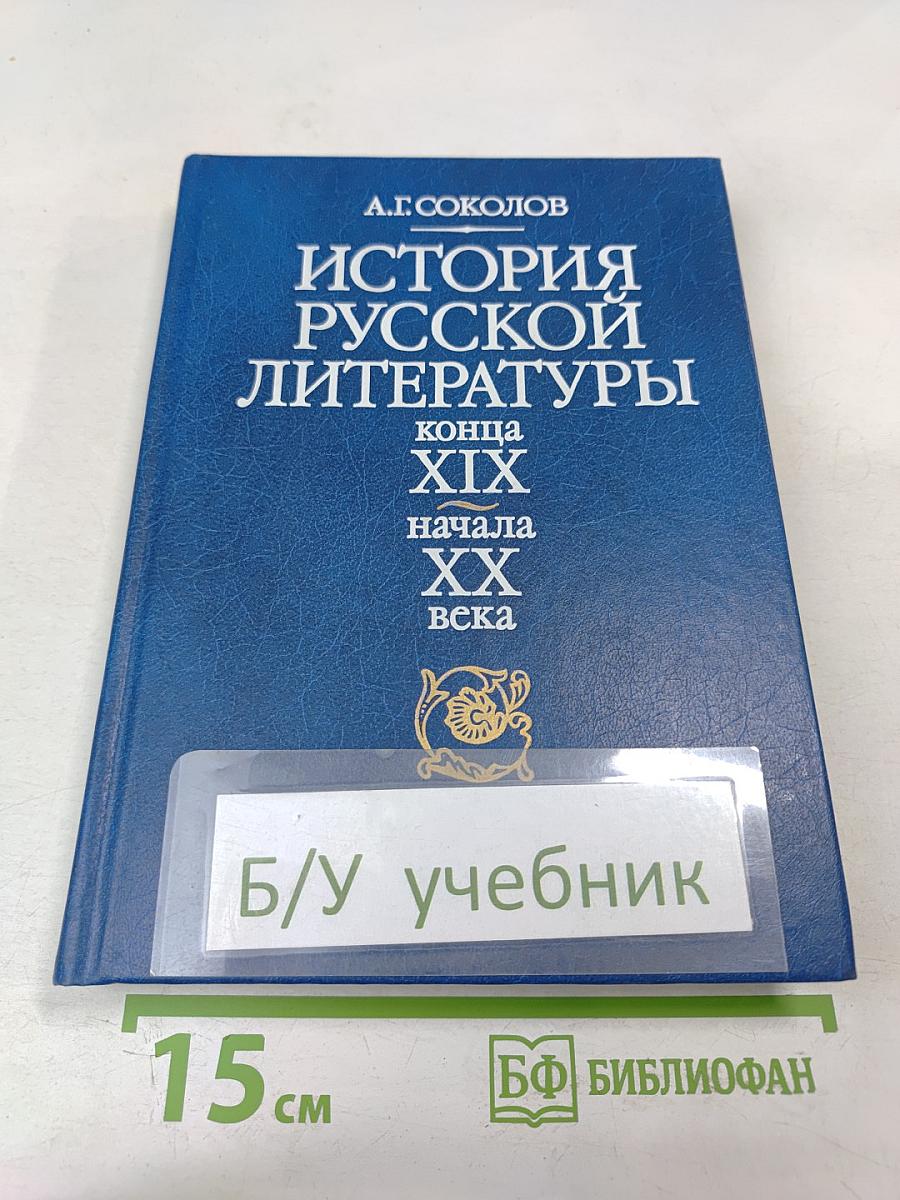 А.Г. СОКОЛОВ
ИСТОРИЯ
РУССКОЙ
ЛИТЕРАТУРЫ
конца
XIX
начала
XX
века
Б/У учебник
15 см
БФ БИБЛИОФАН